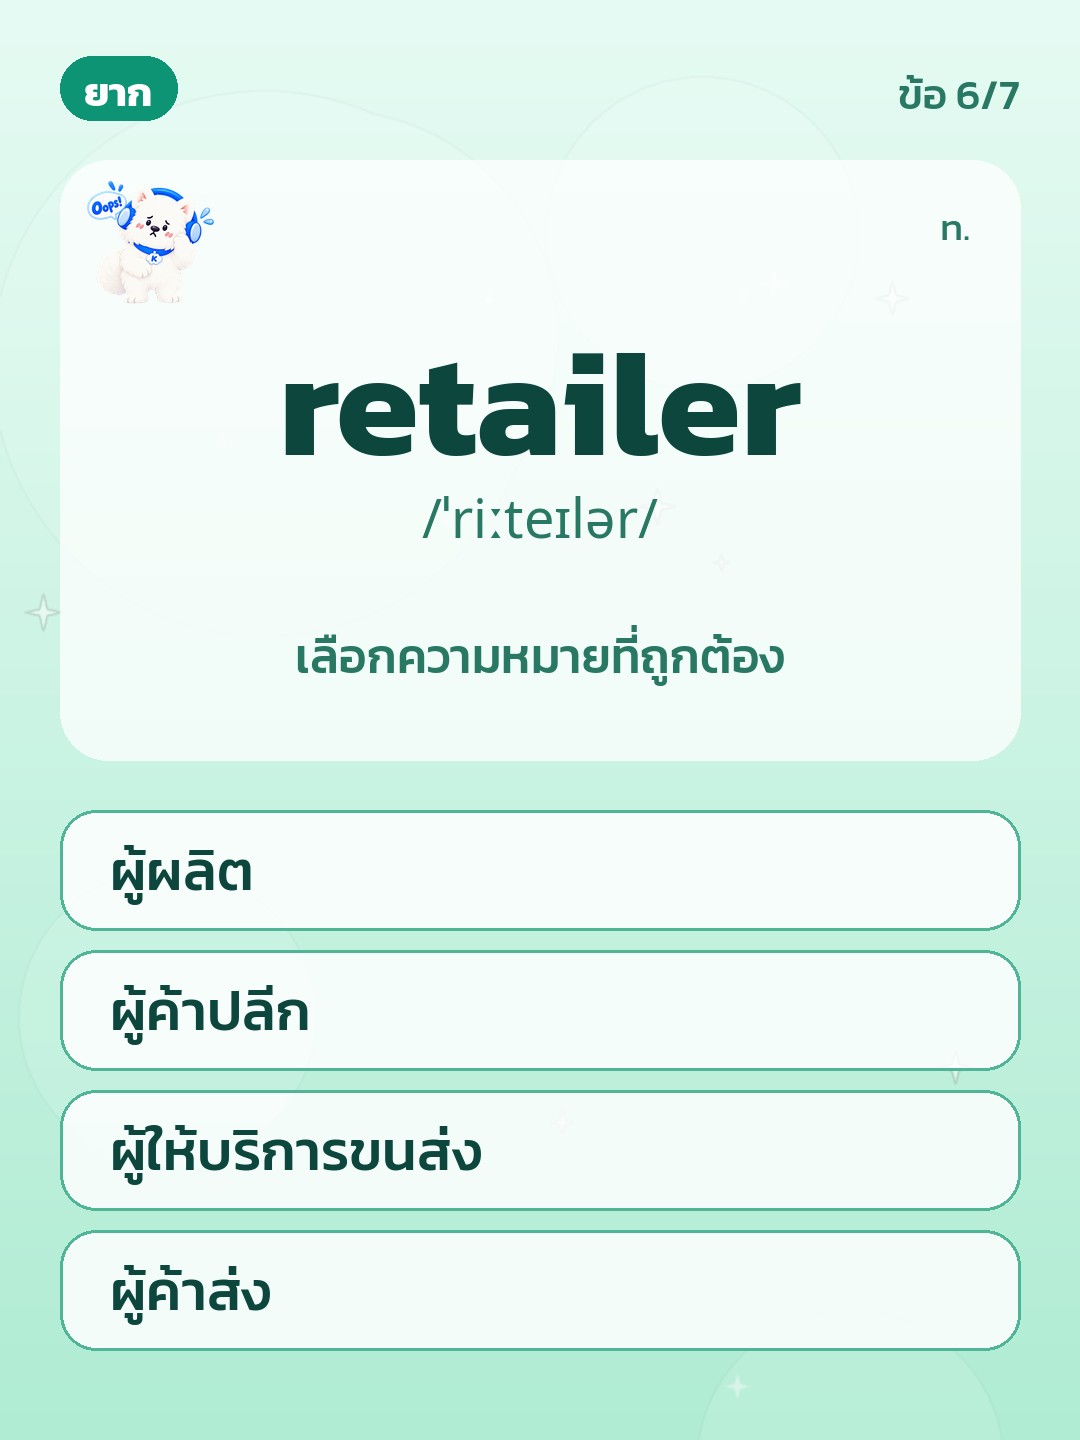 ยาก
ข้อ 6/7
Oops!
K
n.
retailer
/ˈriːteɪlər/
เลือกความหมายที่ถูกต้อง
ผู้ผลิต
ผู้ค้าปลีก
ผู้ให้บริการขนส่ง
ผู้ค้าส่ง